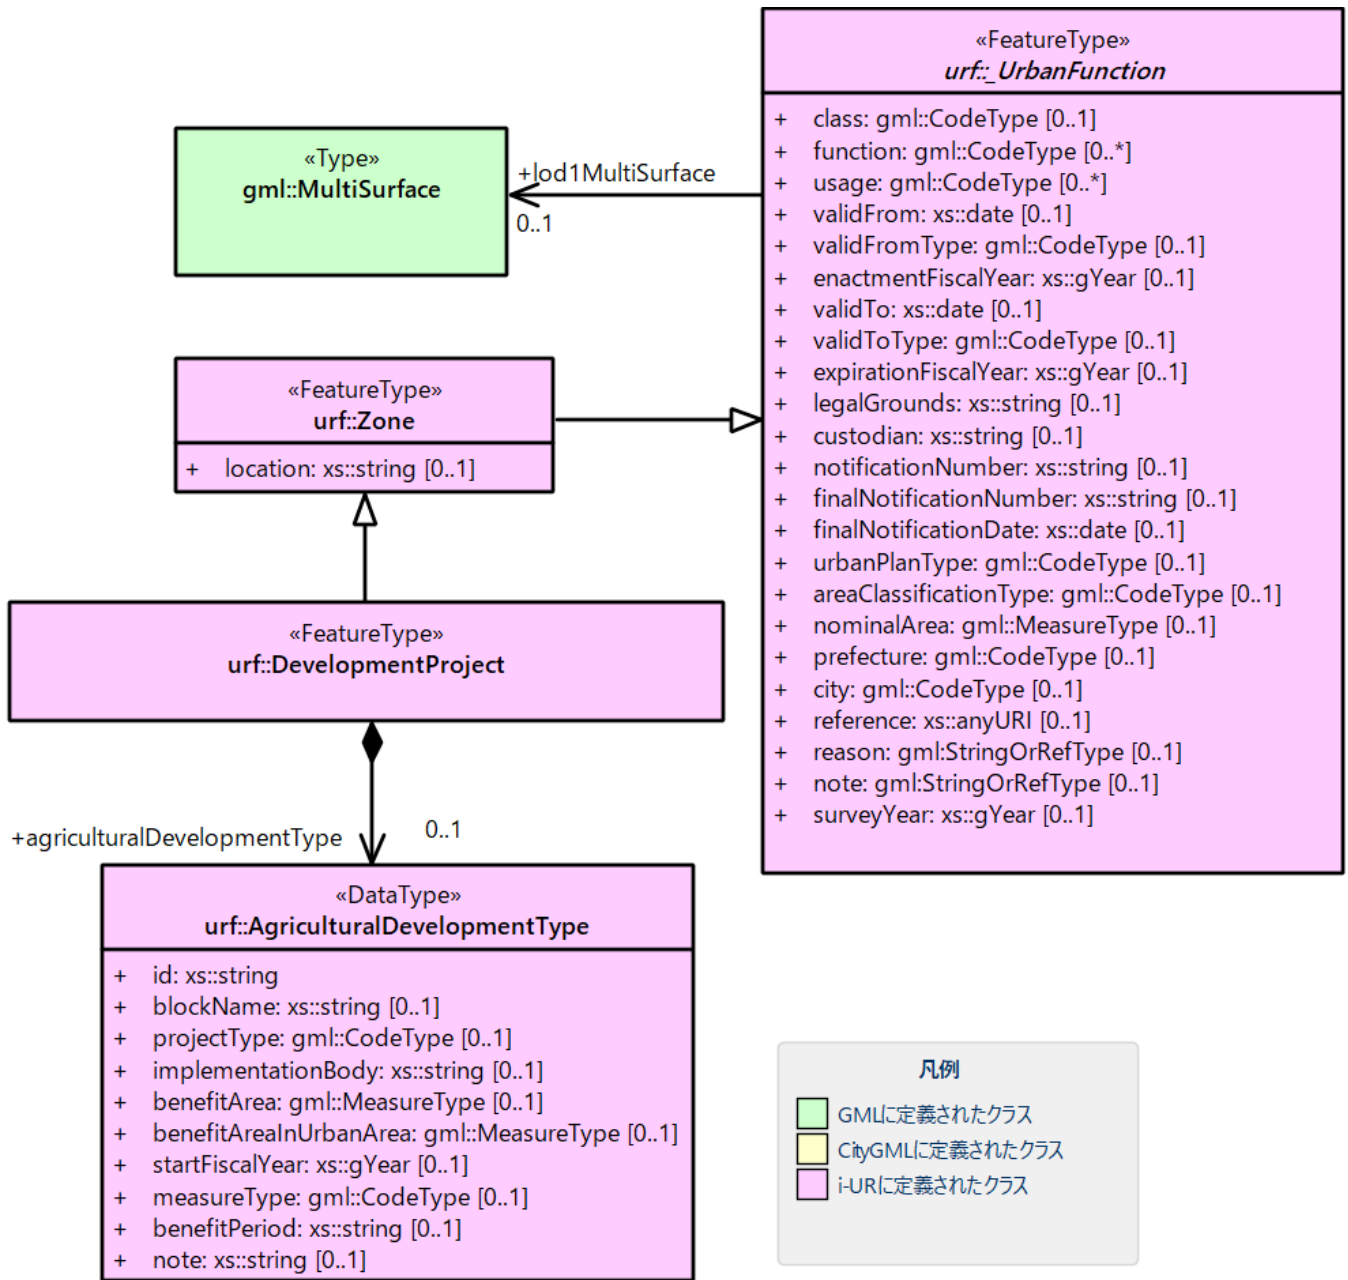 «FeatureType»
urf::_UrbanFunction
+ class: gml::CodeType [0..1]
+ function: gml::CodeType [0..*]
+ usage: gml::CodeType [0..*]
+ validFrom: xs::date [0..1]
+ validFromType: gml::CodeType [0..1]
+ enactmentFiscalYear: xs::gYear [0..1]
+ validTo: xs::date [0..1]
+ validToType: gml::CodeType [0..1]
+ expirationFiscalYear: xs::gYear [0..1]
+ legalGrounds: xs::string [0..1]
+ custodian: xs::string [0..1]
+ notificationNumber: xs::string [0..1]
+ finalNotificationNumber: xs::string [0..1]
+ finalNotificationDate: xs::date [0..1]
+ urbanPlanType: gml::CodeType [0..1]
+ areaClassificationType: gml::CodeType [0..1]
+ nominalArea: gml::MeasureType [0..1]
+ prefecture: gml::CodeType [0..1]
+ city: gml::CodeType [0..1]
+ reference: xs::anyURI [0..1]
+ reason: gml:StringOrRefType [0..1]
+ note: gml:StringOrRefType [0..1]
+ surveyYear: xs::gYear [0..1]
«Type»
gml::MultiSurface
+lod1MultiSurface
0..1
«FeatureType»
urf::Zone
+ location: xs::string [0..1]
«FeatureType»
urf::DevelopmentProject
+agriculturalDevelopmentType
0..1
«DataType»
urf::AgriculturalDevelopmentType
+ id: xs::string
+ blockName: xs::string [0..1]
+ projectType: gml::CodeType [0..1]
+ implementationBody: xs::string [0..1]
+ benefitArea: gml::MeasureType [0..1]
+ benefitAreaInUrbanArea: gml::MeasureType [0..1]
+ startFiscalYear: xs::gYear [0..1]
+ measureType: gml::CodeType [0..1]
+ benefitPeriod: xs::string [0..1]
+ note: xs::string [0..1]
凡例
GMLに定義されたクラス
CityGMLに定義されたクラス
i-URに定義されたクラス